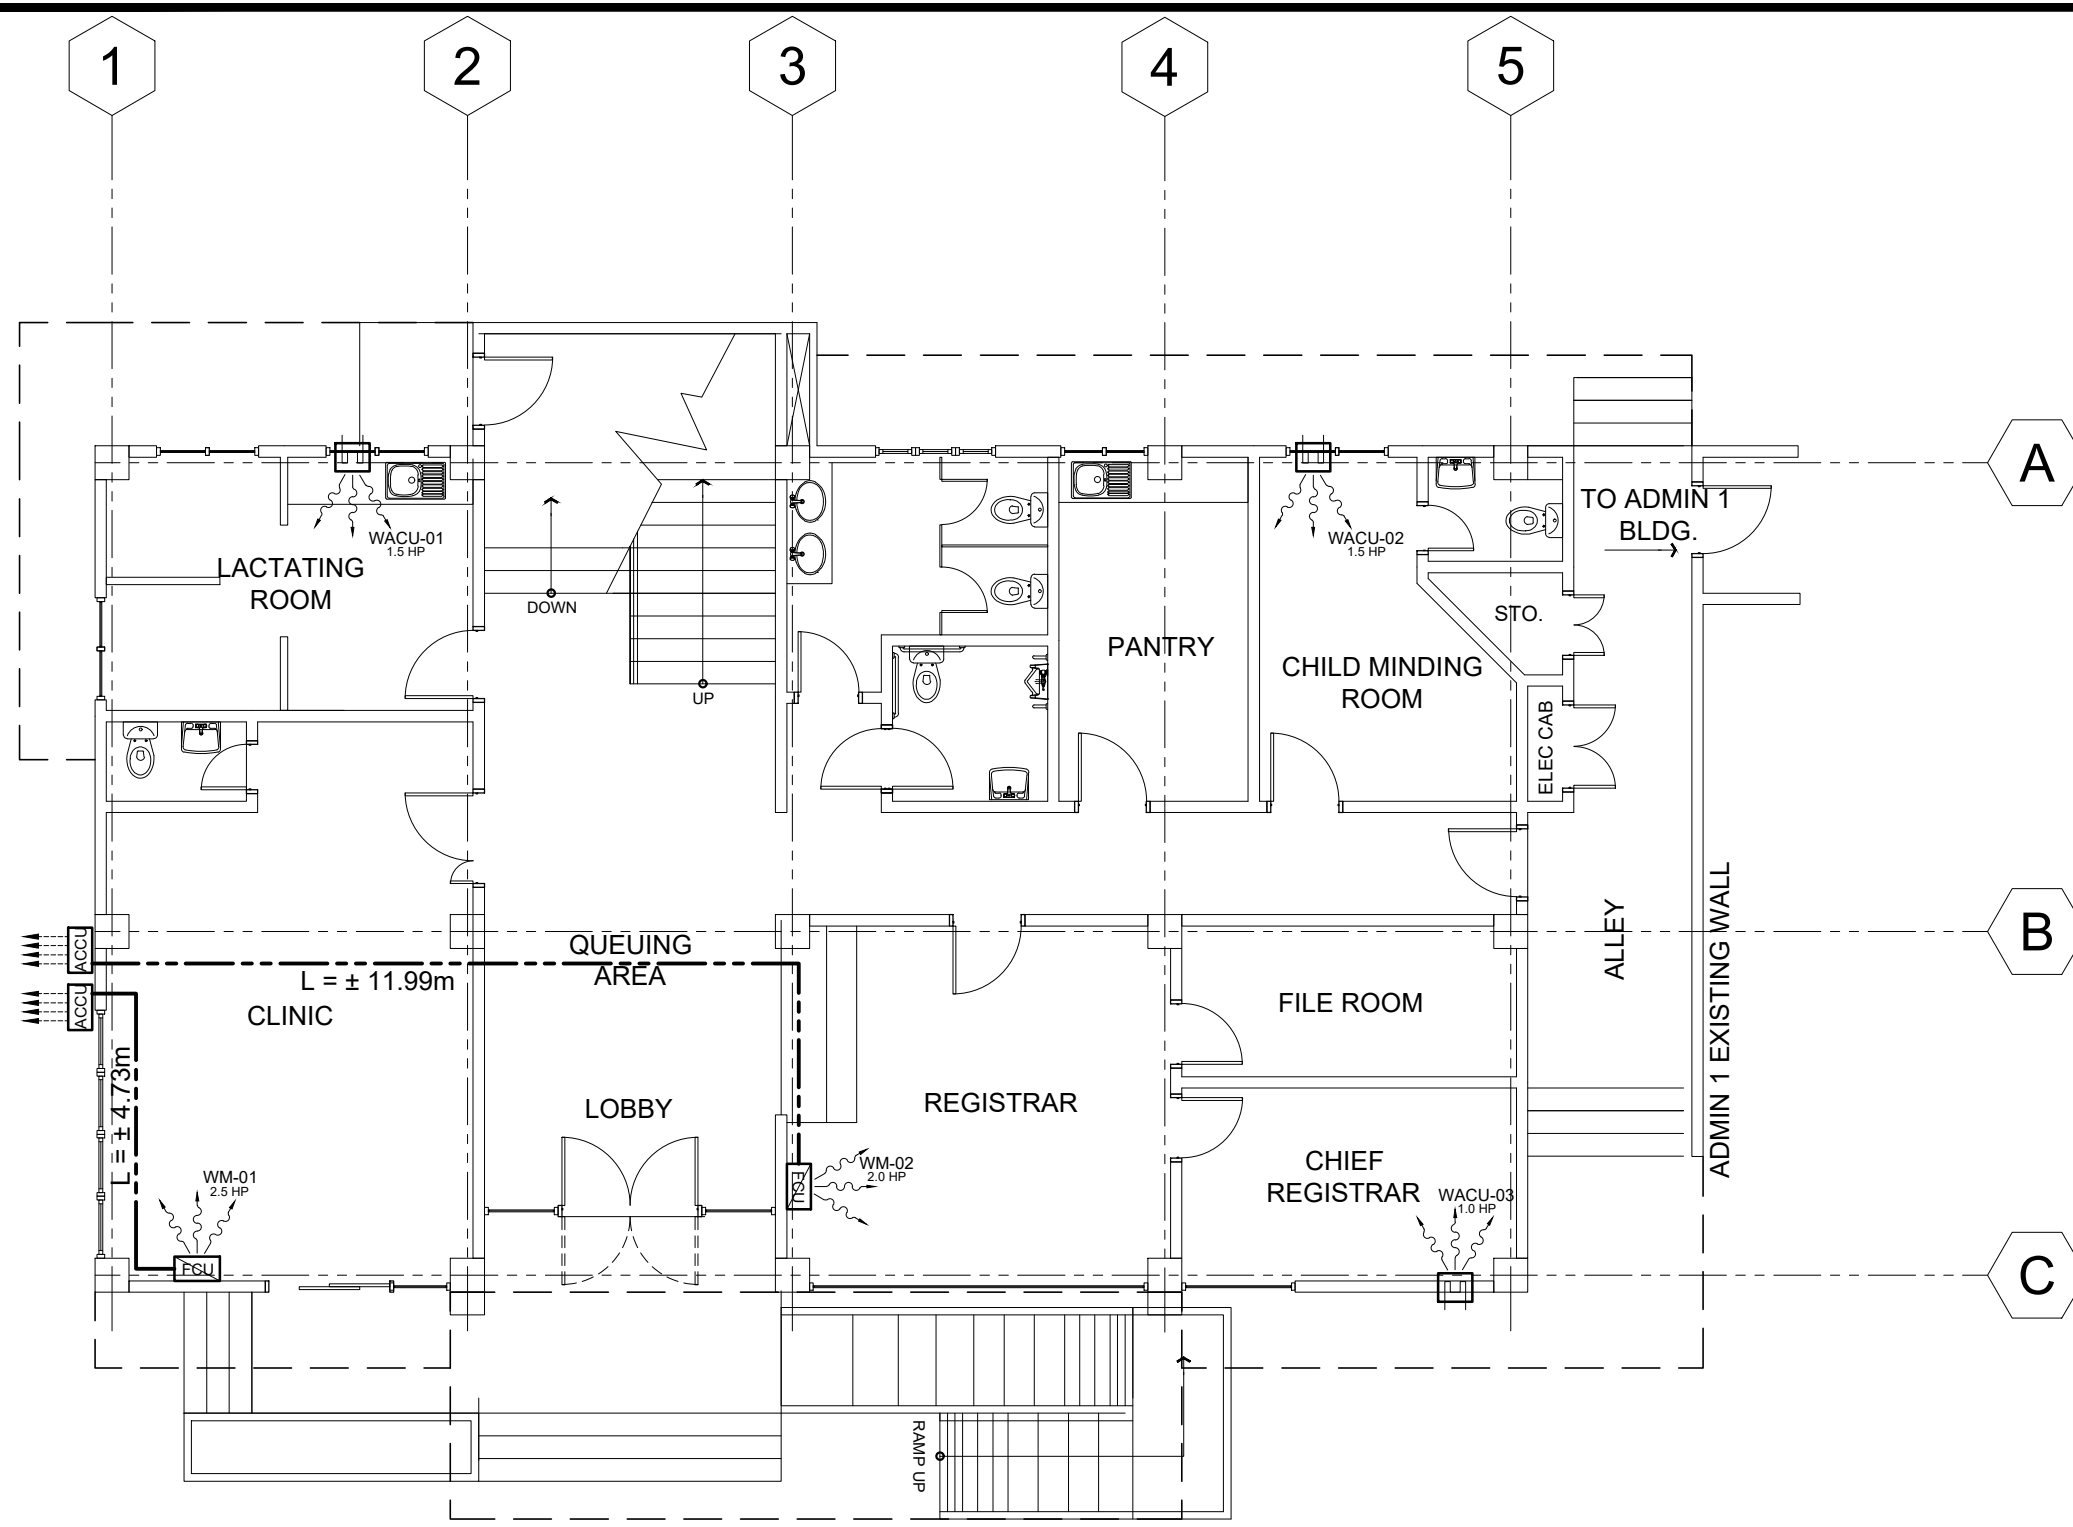 1
2
3
4
5
A
TO ADMIN 1
BLDG.
WACU-01
1.5 HP
WACU-02
1.5 HP
LACTATING
ROOM
DOWN
STO.
PANTRY
CHILD MINDING
ROOM
UP
ELEC CAB
ALLEY
ADMIN 1 EXISTING WALL
B
ACCU
QUEUING
AREA
L = ± 11.99m
ACCU
CLINIC
FILE ROOM
L = ± 4.73m
LOBBY
REGISTRAR
WM-01
2.5 HP
WM-02
2.0 HP
FCU
CHIEF
REGISTRAR
WACU-03
1.0 HP
FCU
C
RAMP UP